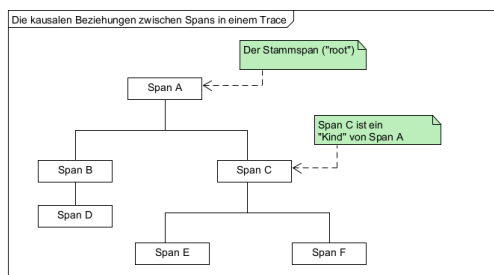 Die kausalen Beziehungen zwischen Spans in einem Trace
Der Stammspan ("root")
Span A
Span C ist ein
"Kind" von Span A
Span B
Span C
Span D
Span E
Span F